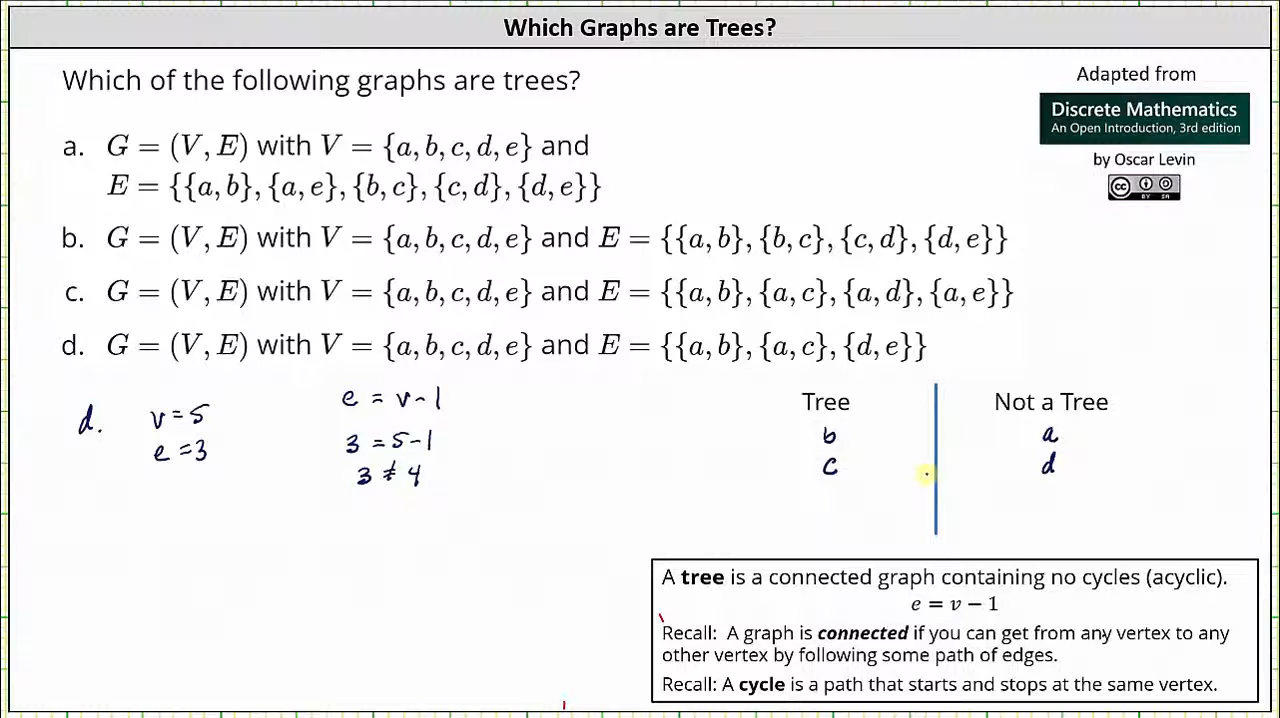 Which Graphs are Trees?
Which of the following graphs are trees?
Adapted from
Discrete Mathematics
An Open Introduction, 3rd edition
by Oscar Levin
cc
BY SA
a. G = (V, E) with V = {a, b, c, d, e} and
E = {{a, b}, {a, e}, {b, c}, {c, d}, {d, e}}
b. G = (V, E) with V = {a, b, c, d, e} and E = {{a, b}, {b, c}, {c, d}, {d, e}}
c. G = (V, E) with V = {a, b, c, d, e} and E = {{a, b}, {a, c}, {a, d}, {a, e}}
d. G = (V, E) with V = {a, b, c, d, e} and E = {{a, b}, {a, c}, {d, e}}
d.
v = 5
e = 3
e = v - 1
3 = 5 - 1
3 ≠ 4
Tree
b
c
Not a Tree
a
d
A tree is a connected graph containing no cycles (acyclic).
e = v − 1
Recall: A graph is connected if you can get from any vertex to any
other vertex by following some path of edges.
Recall: A cycle is a path that starts and stops at the same vertex.